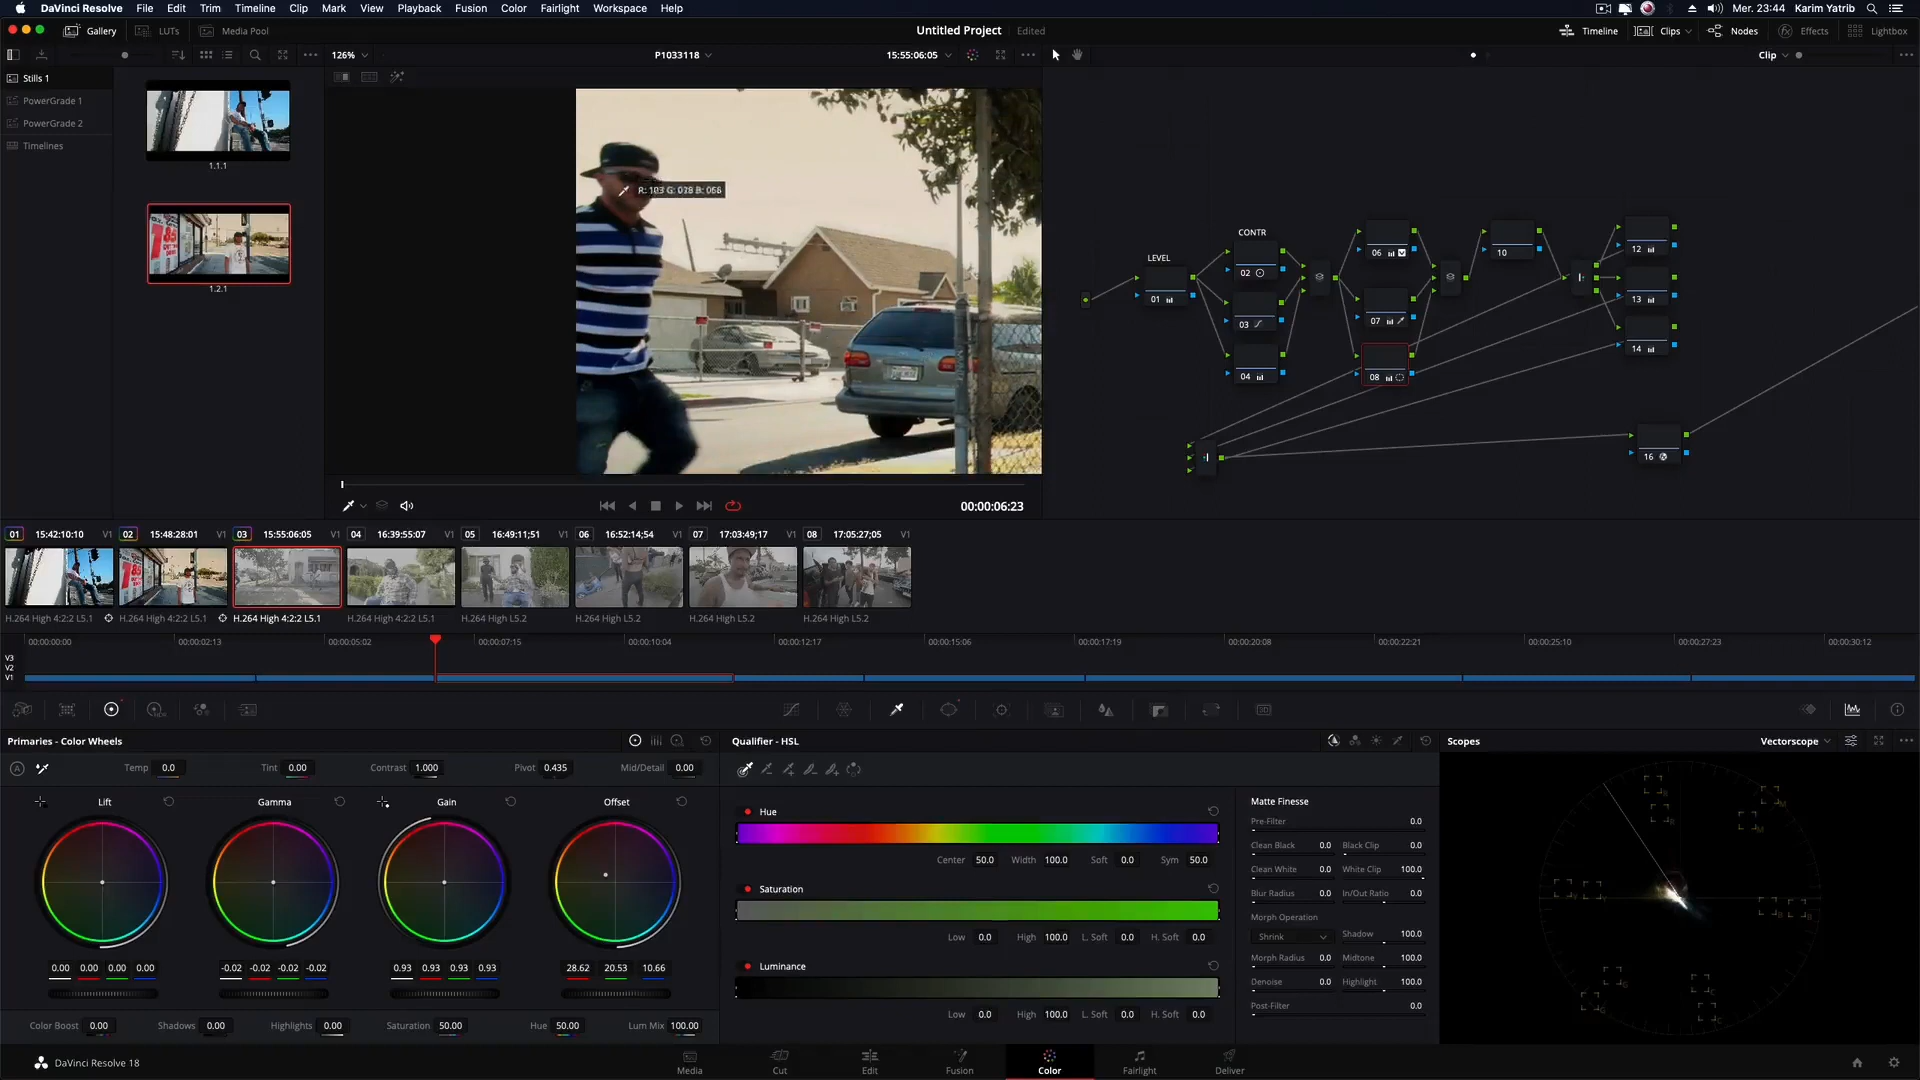 DaVinci Resolve File Edit Trim Timeline Clip Mark View Playback Fusion Color Fairlight Workspace Help Mer. 23:44 Karim Yatrib
Gallery LUTs Media Pool Untitled Project Edited Timeline Clips Nodes Effects Lightbox
126% P1033118 15:55:06:05 Clip
Stills 1
PowerGrade 1
PowerGrade 2
Timelines
1.1.1
1.2.1
LEVEL
CONTR
01
02
03
04
06
07
08
10
12
13
14
16
00:00:06:23
01 15:42:10:10 V1 02 15:48:28:01 V1 03 15:55:06:05 V1 04 16:39:55:07 V1 05 16:49:11;51 V1 06 16:52:14;54 V1 07 17:03:49;17 V1 08 17:05:27;05 V1
H.264 High 4:2:2 L5.1 H.264 High 4:2:2 L5.1 H.264 High 4:2:2 L5.1 H.264 High 4:2:2 L5.1 H.264 High L5.2 H.264 High L5.2 H.264 High L5.2 H.264 High L5.2
00:00:00:00 00:00:02:13 00:00:05:02 00:00:07:15 00:00:10:04 00:00:12:17 00:00:15:06 00:00:17:19 00:00:20:08 00:00:22:21 00:00:25:10 00:00:27:23 00:00:30:12
V3
V2
V1
Primaries - Color Wheels Qualifier - HSL Scopes Vectorscope
Temp 0.0 Tint 0.00 Contrast 1.000 Pivot 0.435 Mid/Detail 0.00
Lift Gamma Gain Offset
0.00 0.00 0.00 0.00 -0.02 -0.02 -0.02 -0.02 0.93 0.93 0.93 0.93 28.62 20.53 10.66
Color Boost 0.00 Shadows 0.00 Highlights 0.00 Saturation 50.00 Hue 50.00 Lum Mix 100.00
Hue
Center 50.0 Width 100.0 Soft 0.0 Sym 50.0
Saturation
Low 0.0 High 100.0 L. Soft 0.0 H. Soft 0.0
Luminance
Low 0.0 High 100.0 L. Soft 0.0 H. Soft 0.0
Matte Finesse
Pre-Filter 0.0
Clean Black 0.0 Black Clip 0.0
Clean White 0.0 White Clip 100.0
Blur Radius 0.0 In/Out Ratio 0.0
Morph Operation
Shrink Shadow 100.0
Morph Radius 0.0 Midtone 100.0
Denoise 0.0 Highlight 100.0
Post-Filter 0.0
DaVinci Resolve 18 Media Cut Edit Fusion Color Fairlight Deliver